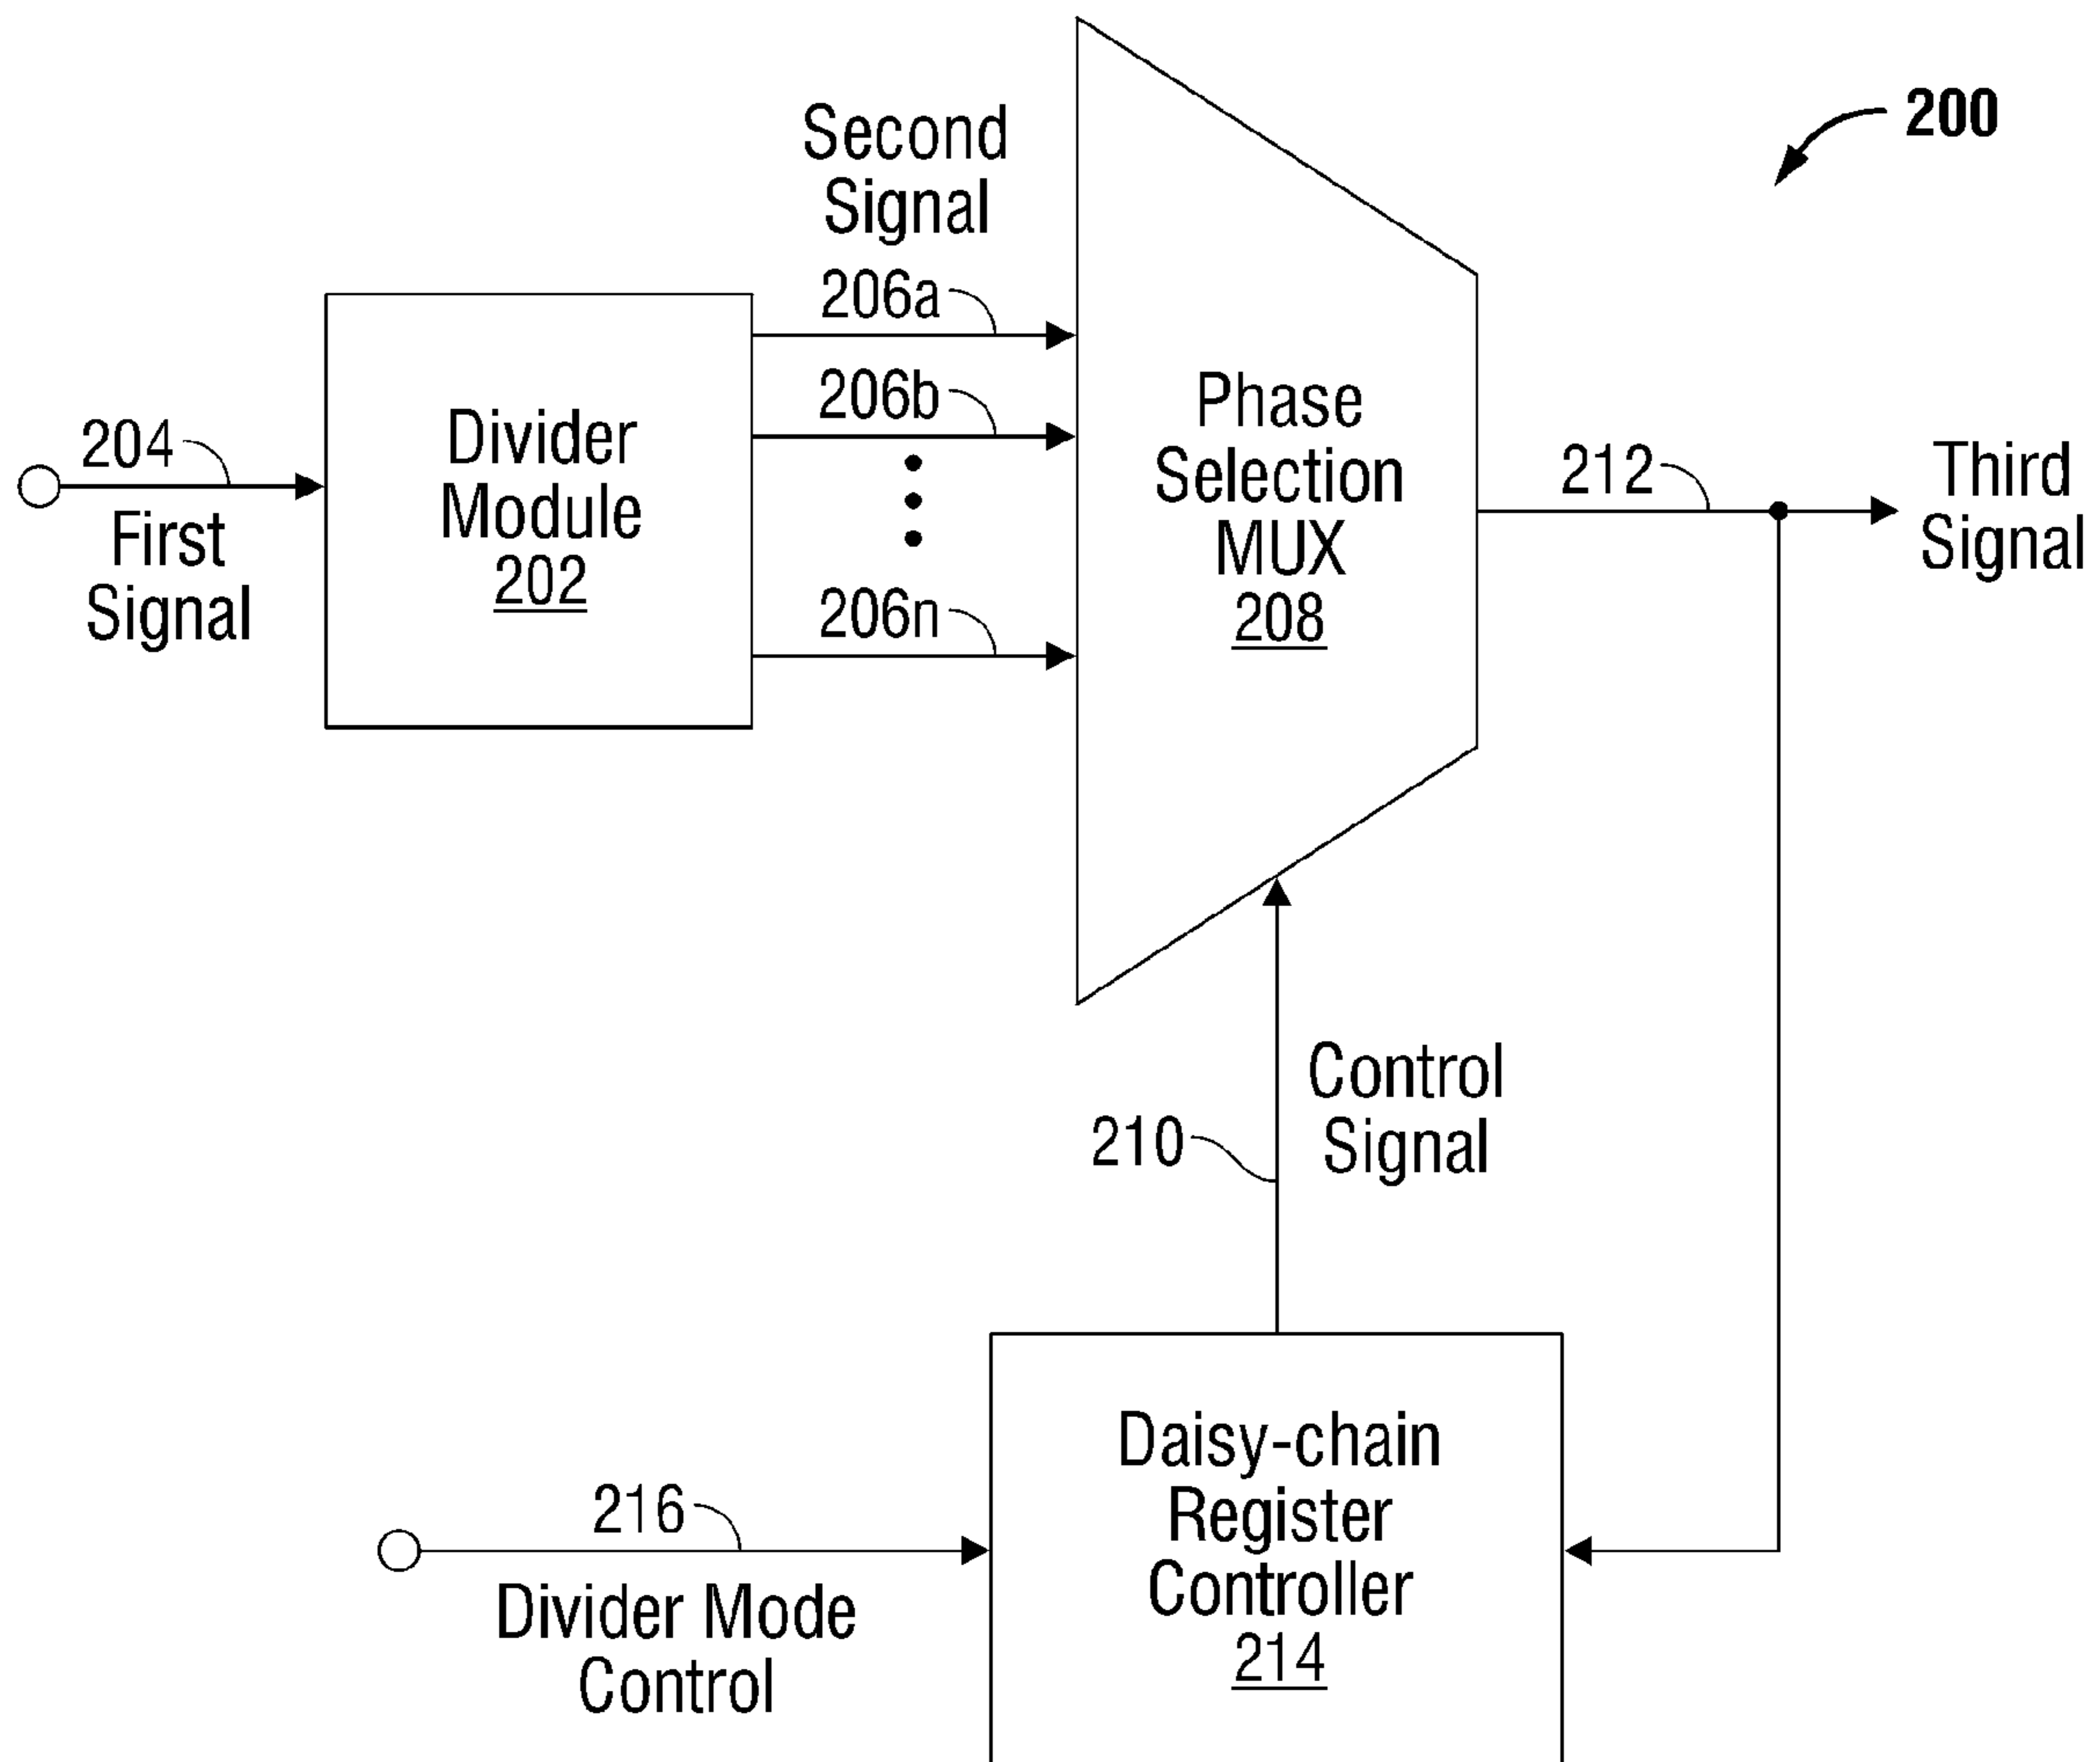 200
Second
Signal
206a
206b
206n
204
First
Signal
Divider
Module
202
Phase
Selection
MUX
208
212
Third
Signal
210
Control
Signal
216
Divider Mode
Control
Daisy-chain
Register
Controller
214